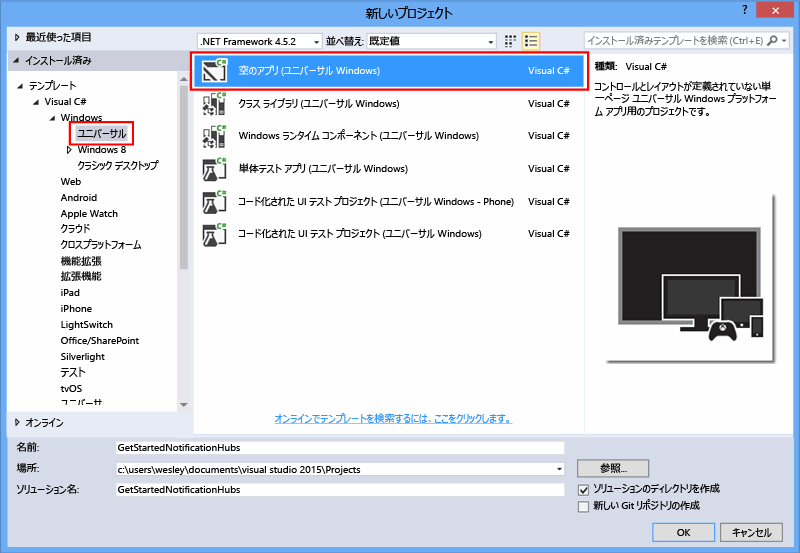 新しいプロジェクト
?
最近使った項目
インストール済み
テンプレート
Visual C#
Windows
ユニバーサル
Windows 8
クラシック デスクトップ
Web
Android
Apple Watch
クラウド
クロスプラットフォーム
機能拡張
拡張機能
iPad
iPhone
LightSwitch
Office/SharePoint
Silverlight
テスト
tvOS
ユニバーサ
オンライン
.NET Framework 4.5.2 並べ替え: 既定値
空のアプリ (ユニバーサル Windows) Visual C#
クラス ライブラリ (ユニバーサル Windows) Visual C#
Windows ランタイム コンポーネント (ユニバーサル Windows) Visual C#
単体テスト アプリ (ユニバーサル Windows) Visual C#
コード化された UI テスト プロジェクト (ユニバーサル Windows - Phone) Visual C#
コード化された UI テスト プロジェクト (ユニバーサル Windows) Visual C#
オンラインでテンプレートを検索するには、ここをクリックします。
インストール済みテンプレートを検索 (Ctrl+E)
種類: Visual C#
コントロールとレイアウトが定義されていない単
一ページ ユニバーサル Windows プラットフォー
ム アプリ用のプロジェクトです。
名前: GetStartedNotificationHubs
場所: c:\users\wesley\documents\visual studio 2015\Projects
参照...
ソリューション名: GetStartedNotificationHubs
ソリューションのディレクトリを作成
新しい Git リポジトリの作成
OK キャンセル